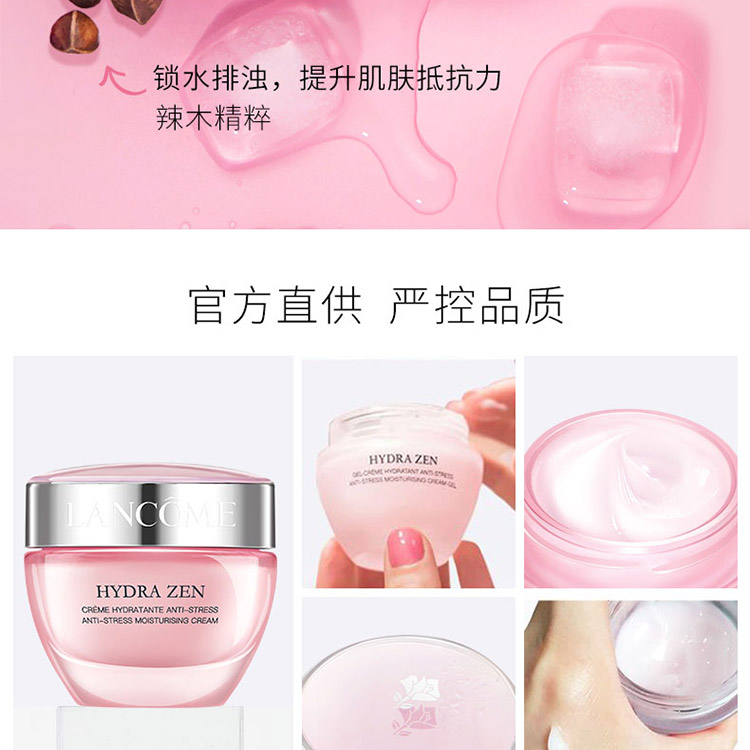 锁水排浊，提升肌肤抵抗力
辣木精粹
官方直供 严控品质
LANCÔME
HYDRA ZEN
CRÈME HYDRATANTE ANTI-STRESS
ANTI-STRESS MOISTURISING CREAM
HYDRA ZEN
GEL-CRÈME HYDRATANT ANTI-STRESS
ANTI-STRESS MOISTURISING CREAM-GEL